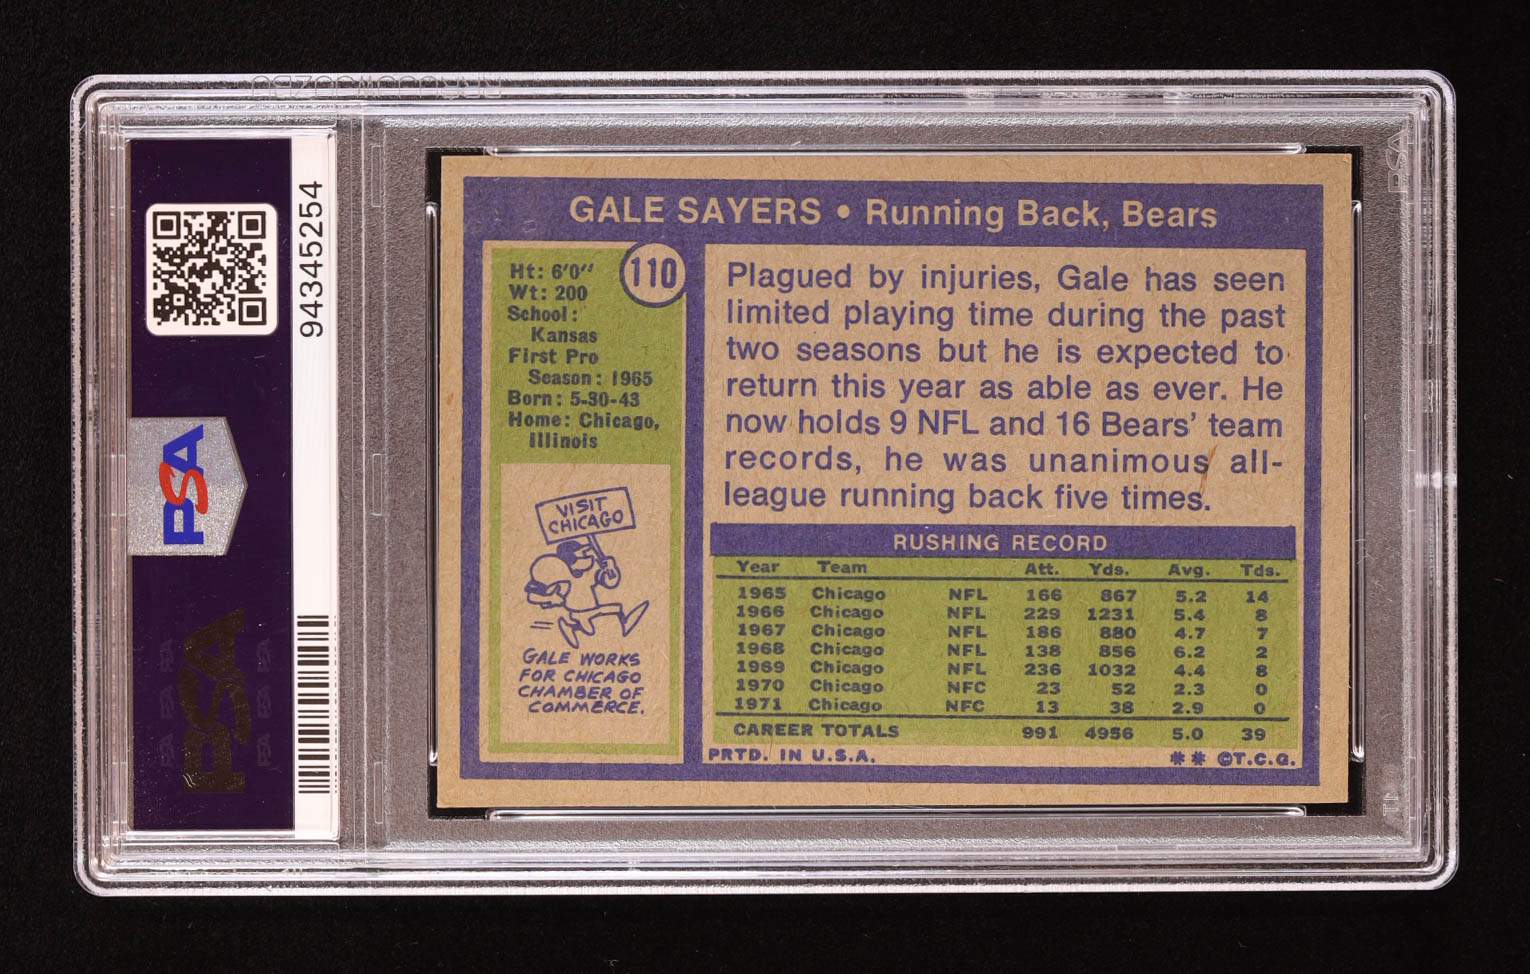 94345254
PSA
PSA
GALE SAYERS • Running Back, Bears
110
Ht: 6'0"
Wt: 200
School:
Kansas
First Pro
Season: 1965
Born: 5-30-43
Home: Chicago,
Illinois
VISIT
CHICAGO
GALE WORKS
FOR CHICAGO
CHAMBER OF
COMMERCE.
Plagued by injuries, Gale has seen
limited playing time during the past
two seasons but he is expected to
return this year as able as ever. He
now holds 9 NFL and 16 Bears' team
records, he was unanimous all-
league running back five times.
RUSHING RECORD
Year Team Att. Yds. Avg. Tds.
1965 Chicago NFL 166 867 5.2 14
1966 Chicago NFL 229 1231 5.4 8
1967 Chicago NFL 186 880 4.7 7
1968 Chicago NFL 138 856 6.2 2
1969 Chicago NFL 236 1032 4.4 8
1970 Chicago NFC 23 52 2.3 0
1971 Chicago NFC 13 38 2.9 0
CAREER TOTALS 991 4956 5.0 39
PRTD. IN U.S.A. ** ©T.C.G.
PSA